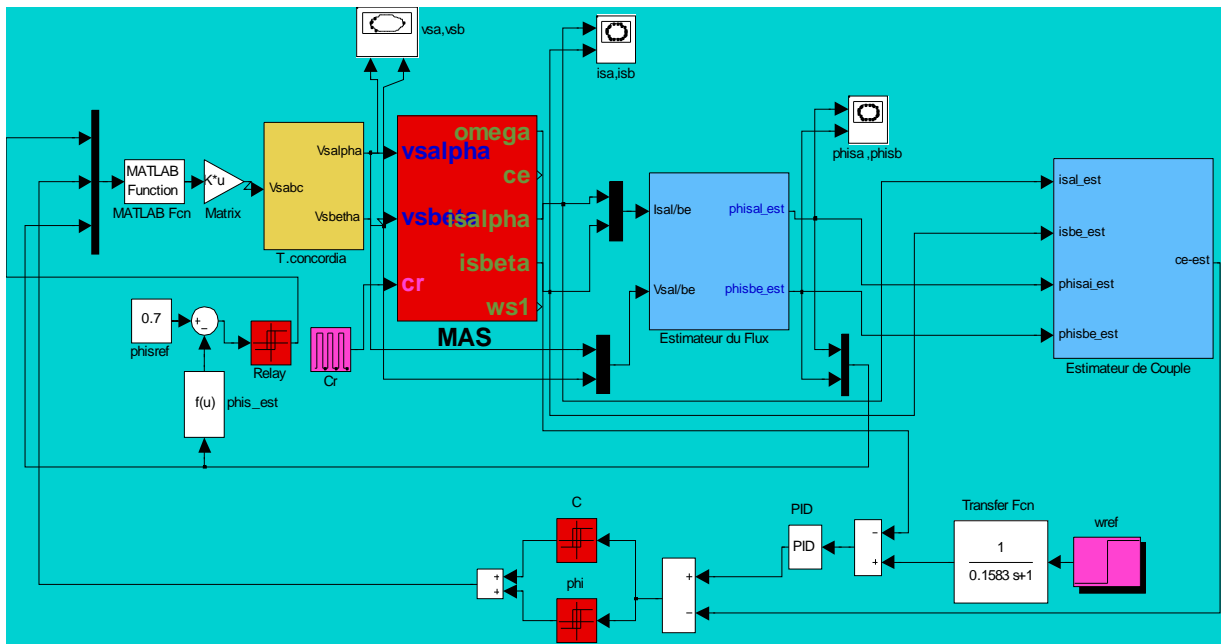 vsa,vsb
isa,isb
phisa ,phisb
MATLAB
Function
MATLAB Fcn
K*u
Matrix
Vsabc
Vsalpha
Vsbetha
T.concordia
omega
vsalpha
ce
vsbeta
isalpha
isbeta
cr
ws1
MAS
Isal/be
phisal_est
Vsal/be
phisbe_est
Estimateur du Flux
isal_est
isbe_est
ce-est
phisai_est
phisbe_est
Estimateur de Couple
0.7
phisref
+
−
Relay
Cr
f(u)
phis_est
C
phi
+
+
+
−
PID
PID
−
+
Transfer Fcn
1
0.1583 s+1
wref